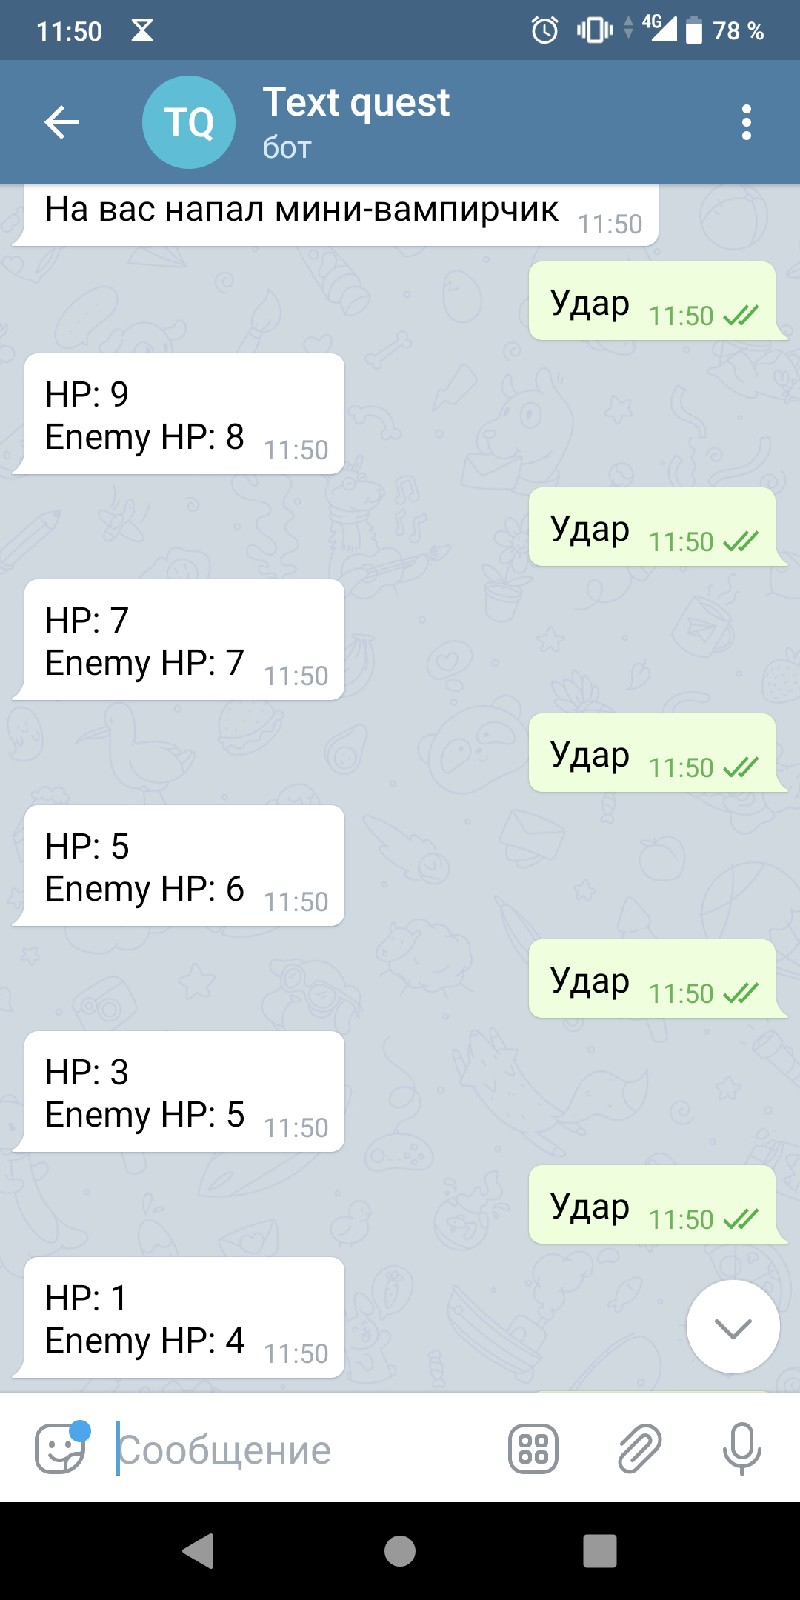 11:50 4G 78 %
TQ
Text quest
бот
На вас напал мини-вампирчик 11:50
Удар 11:50
HP: 9
Enemy HP: 8 11:50
Удар 11:50
HP: 7
Enemy HP: 7 11:50
Удар 11:50
HP: 5
Enemy HP: 6 11:50
Удар 11:50
HP: 3
Enemy HP: 5 11:50
Удар 11:50
HP: 1
Enemy HP: 4 11:50
Сообщение